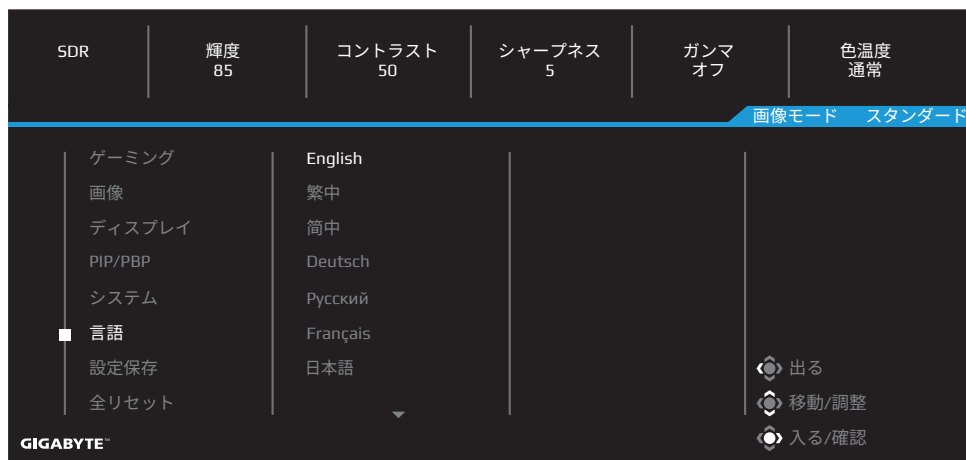 SDR
輝度
85
コントラスト
50
シャープネス
5
ガンマ
オフ
色温度
通常
画像モード スタンダード
ゲーミング
画像
ディスプレイ
PIP/PBP
システム
言語
設定保存
全リセット
English
繁中
简中
Deutsch
Русский
Français
日本語
出る
移動/調整
入る/確認
GIGABYTE™